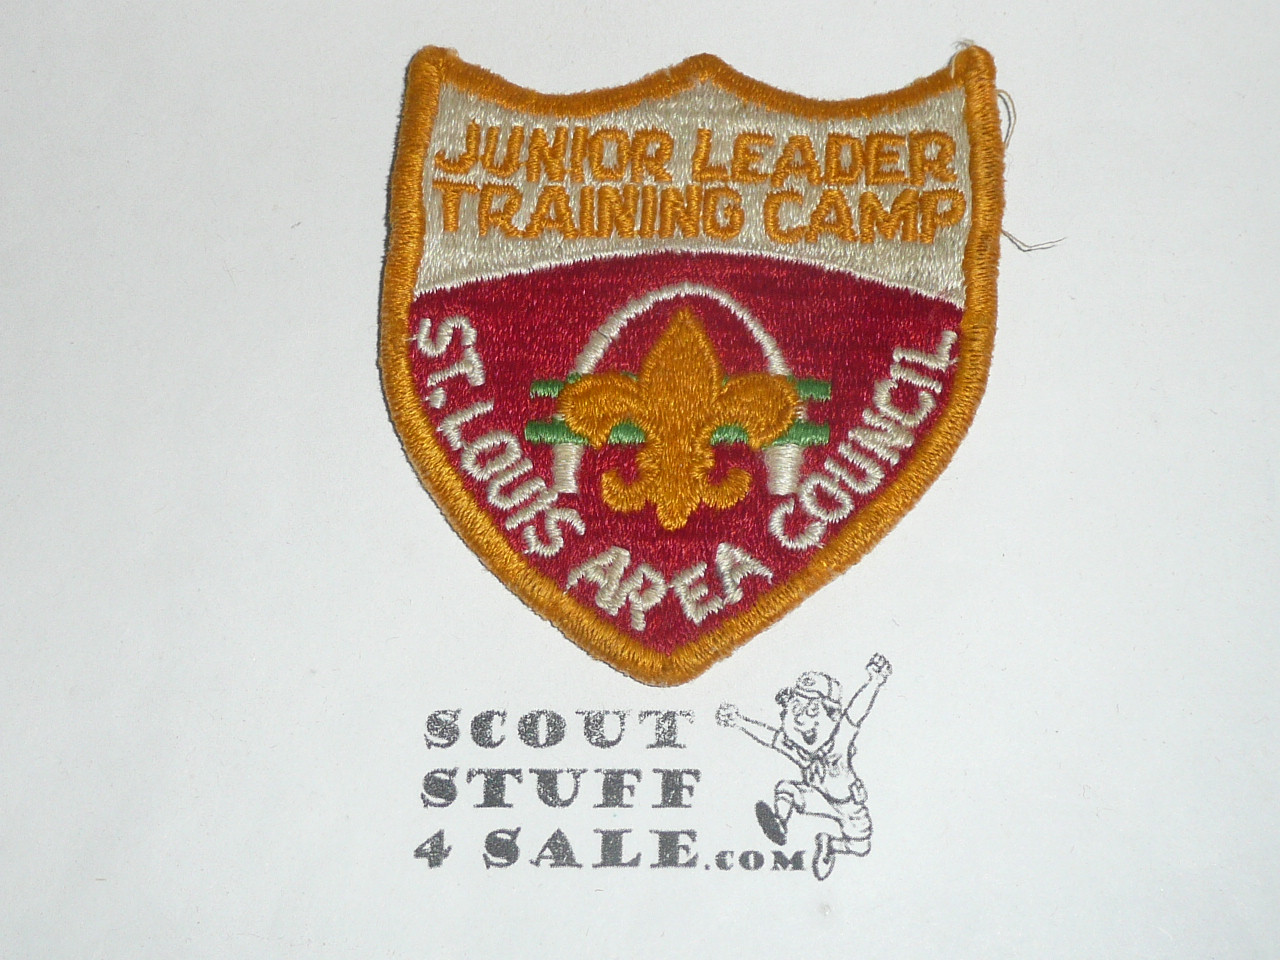 JUNIOR LEADER
TRAINING CAMP
ST. LOUIS AREA COUNCIL
SCOUT
STUFF
4 SALE.COM